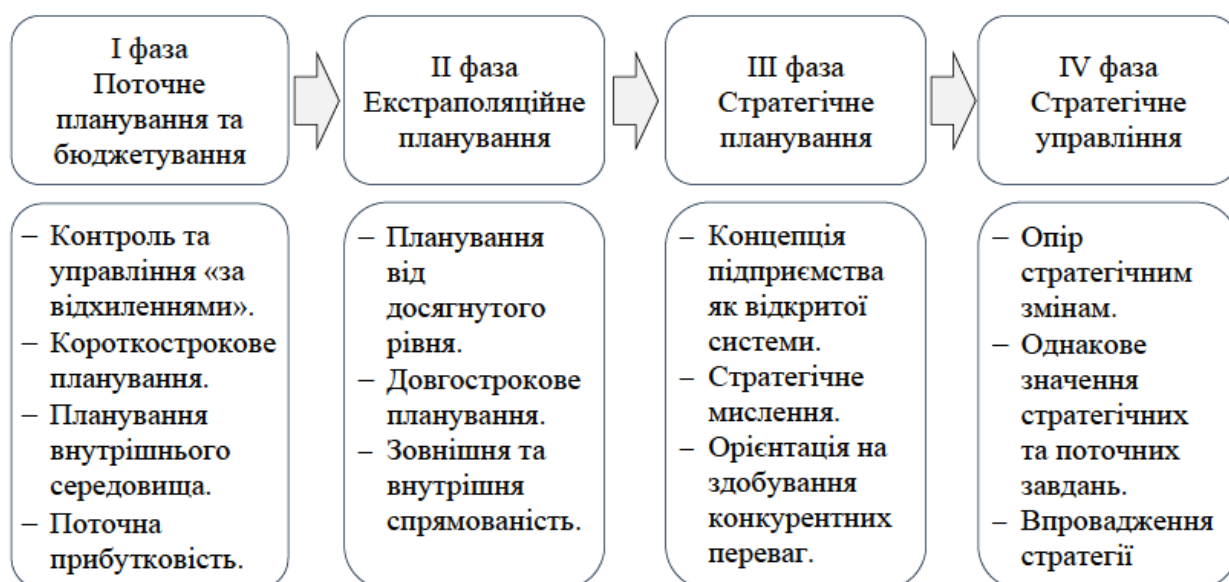 I фаза
Поточне
планування та
бюджетування
II фаза
Екстраполяційне
планування
III фаза
Стратегічне
планування
IV фаза
Стратегічне
управління
– Контроль та
управління «за
відхиленнями».
– Короткострокове
планування.
– Планування
внутрішнього
середовища.
– Поточна
прибутковість.
– Планування
від
досягнутого
рівня.
– Довгострокове
планування.
– Зовнішня та
внутрішня
спрямованість.
– Концепція
підприємства
як відкритої
системи.
– Стратегічне
мислення.
– Орієнтація на
здобування
конкурентних
переваг.
– Опір
стратегічним
змінам.
– Однакове
значення
стратегічних
та поточних
завдань.
– Впровадження
стратегії